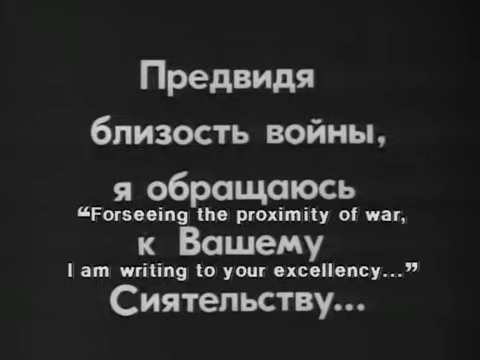 Предвидя
близость войны,
я обращаюсь
“Forseeing the proximity of war,
к Вашему
I am writing to your excellency...”
Сиятельству...